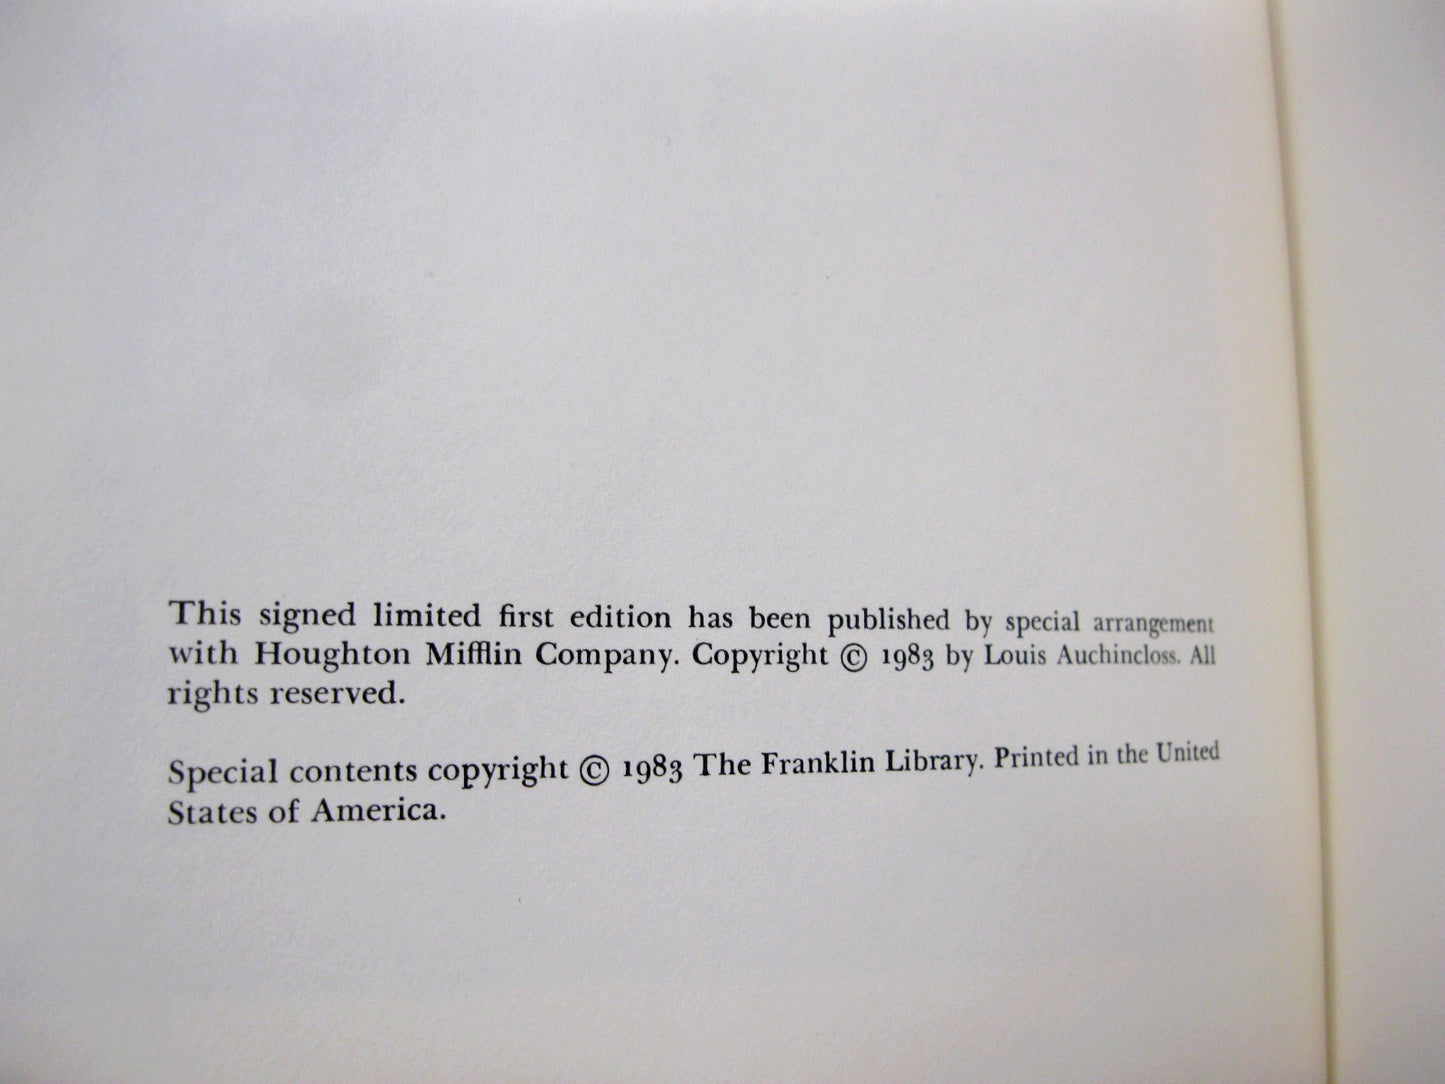 This signed limited first edition has been published by special arrangement
with Houghton Mifflin Company. Copyright © 1983 by Louis Auchincloss. All
rights reserved.
Special contents copyright © 1983 The Franklin Library. Printed in the United
States of America.